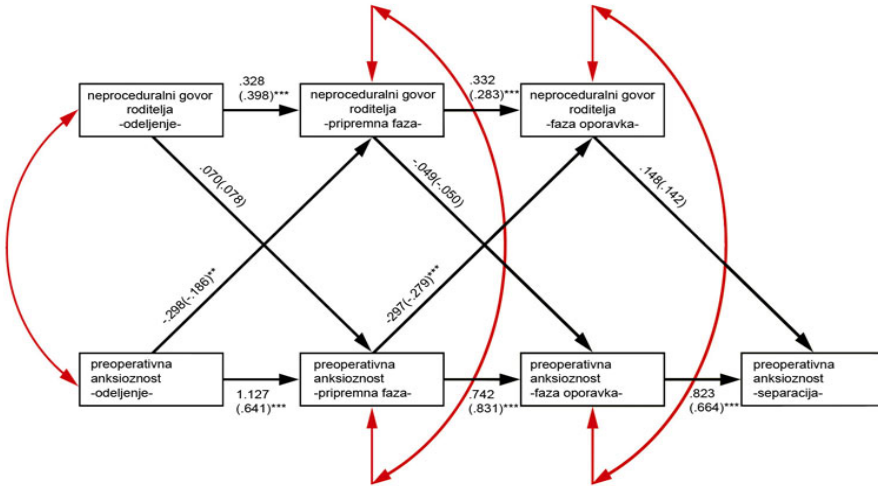 .328
(.398)***
.332
(.283)***
neproceduralni govor
roditelja
-odeljenje-
neproceduralni govor
roditelja
-pripremna faza-
neproceduralni govor
roditelja
-faza oporavka-
.070(.078)
-.298(-.186)**
-.049(-.050)
-297(-.279)***
.148(.142)
preoperativna
anksioznost
-odeljenje-
preoperativna
anksioznost
-pripremna faza-
preoperativna
anksioznost
-faza oporavka-
preoperativna
anksioznost
-separacija-
1.127
(.641)***
.742
(.831)***
.823
(.664)***